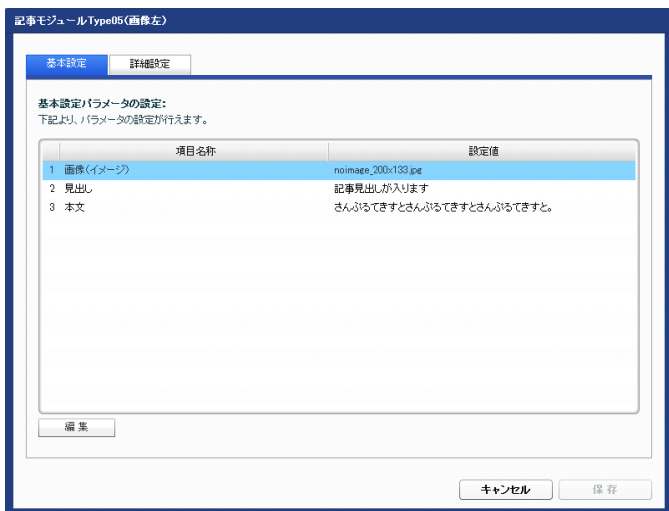 記事モジュールType05(画像左)
基本設定 詳細設定
基本設定パラメータの設定:
下記より、パラメータの設定が行えます。
項目名称 設定値
1 画像(イメージ) noimage_200x133.jpg
2 見出し 記事見出しが入ります
3 本文 さんぷるてきすとさんぷるてきすとさんぷるてきすと。
編集
キャンセル 保存